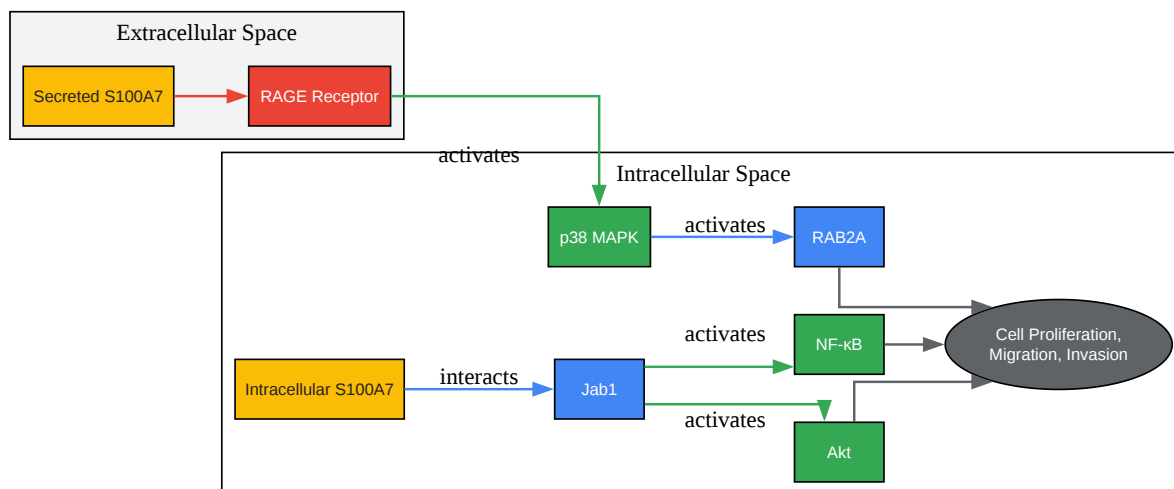 Extracellular Space
Secreted S100A7
RAGE Receptor
activates
Intracellular Space
p38 MAPK
activates
RAB2A
activates
NF-κB
Cell Proliferation,
Migration, Invasion
Intracellular S100A7
interacts
Jab1
activates
Akt